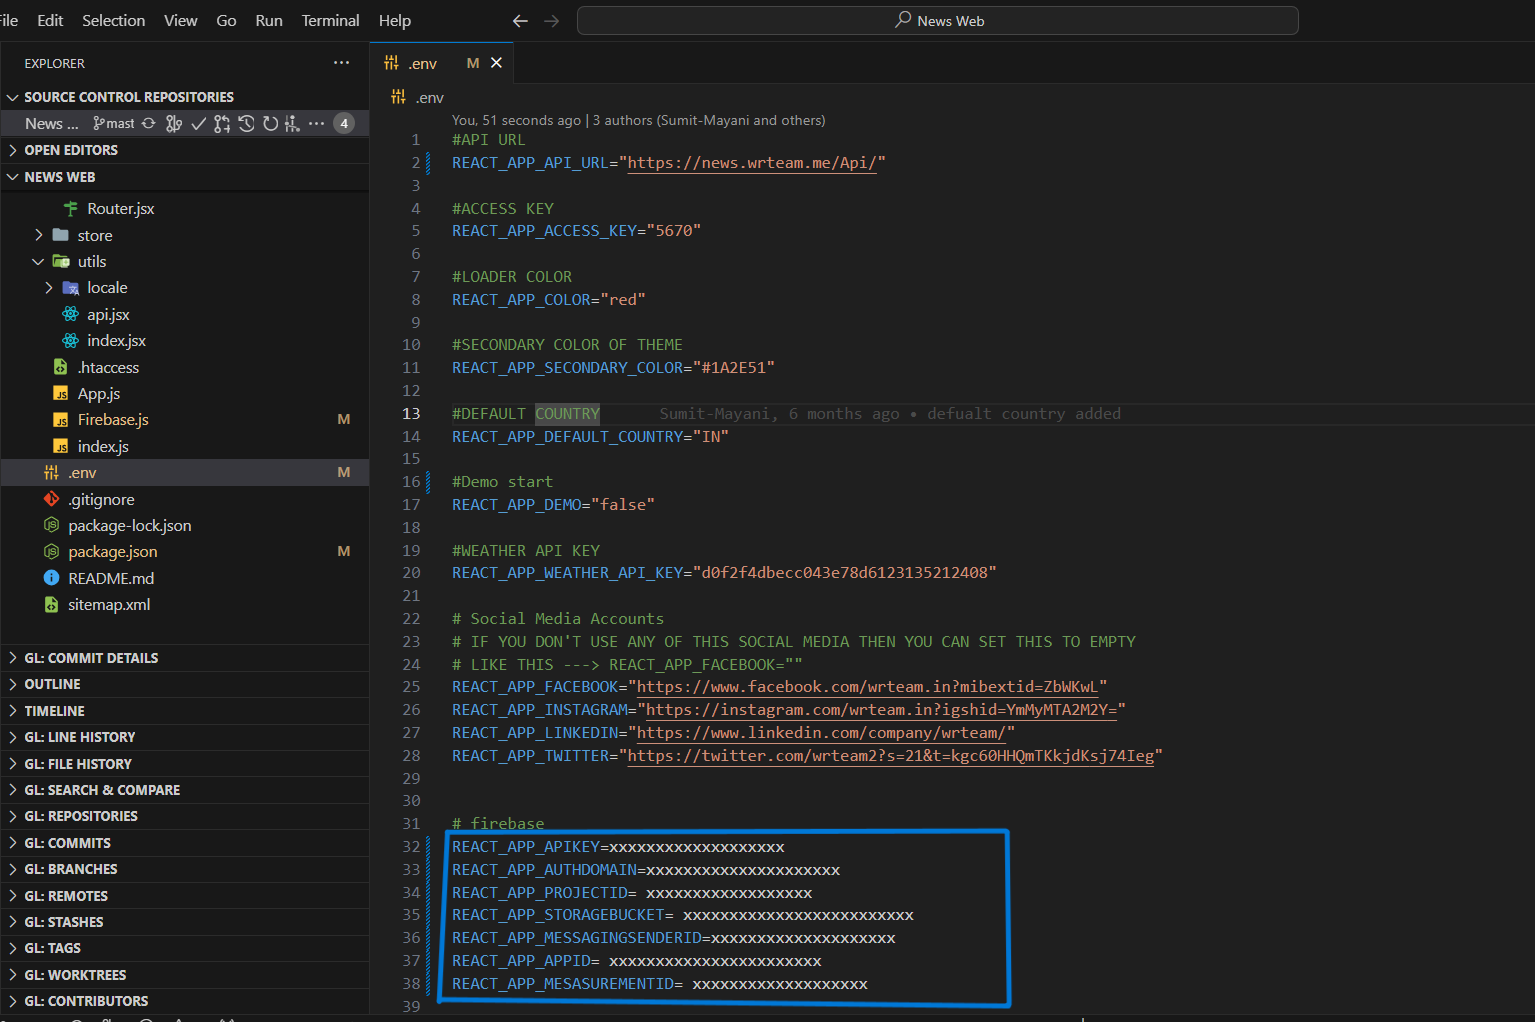 File Edit Selection View Go Run Terminal Help News Web
EXPLORER ···
SOURCE CONTROL REPOSITORIES
News ... mast 4
OPEN EDITORS
NEWS WEB
Router.jsx
store
utils
locale
api.jsx
index.jsx
.htaccess
App.js
Firebase.js M
index.js
.env M
.gitignore
package-lock.json
package.json M
README.md
sitemap.xml
GL: COMMIT DETAILS
OUTLINE
TIMELINE
GL: LINE HISTORY
GL: FILE HISTORY
GL: SEARCH & COMPARE
GL: REPOSITORIES
GL: COMMITS
GL: BRANCHES
GL: REMOTES
GL: STASHES
GL: TAGS
GL: WORKTREES
GL: CONTRIBUTORS
.env M
.env
You, 51 seconds ago | 3 authors (Sumit-Mayani and others)
1 #API URL
2 REACT_APP_API_URL="https://news.wrteam.me/Api/"
3
4 #ACCESS KEY
5 REACT_APP_ACCESS_KEY="5670"
6
7 #LOADER COLOR
8 REACT_APP_COLOR="red"
9
10 #SECONDARY COLOR OF THEME
11 REACT_APP_SECONDARY_COLOR="#1A2E51"
12
13 #DEFAULT COUNTRY Sumit-Mayani, 6 months ago • defualt country added
14 REACT_APP_DEFAULT_COUNTRY="IN"
15
16 #Demo start
17 REACT_APP_DEMO="false"
18
19 #WEATHER API KEY
20 REACT_APP_WEATHER_API_KEY="d0f2f4dbecc043e78d6123135212408"
21
22 # Social Media Accounts
23 # IF YOU DON'T USE ANY OF THIS SOCIAL MEDIA THEN YOU CAN SET THIS TO EMPTY
24 # LIKE THIS ---> REACT_APP_FACEBOOK=""
25 REACT_APP_FACEBOOK="https://www.facebook.com/wrteam.in?mibextid=ZbWKwL"
26 REACT_APP_INSTAGRAM="https://instagram.com/wrteam.in?igshid=YmMyMTA2M2Y="
27 REACT_APP_LINKEDIN="https://www.linkedin.com/company/wrteam/"
28 REACT_APP_TWITTER="https://twitter.com/wrteam2?s=21&t=kgc60HHQmTKkjdKsj74Ieg"
29
30
31 # firebase
32 REACT_APP_APIKEY=xxxxxxxxxxxxxxxxxxx
33 REACT_APP_AUTHDOMAIN=xxxxxxxxxxxxxxxxxxxxx
34 REACT_APP_PROJECTID= xxxxxxxxxxxxxxxxxx
35 REACT_APP_STORAGEBUCKET= xxxxxxxxxxxxxxxxxxxxxxxxx
36 REACT_APP_MESSAGINGSENDERID=xxxxxxxxxxxxxxxxxxxx
37 REACT_APP_APPID= xxxxxxxxxxxxxxxxxxxxxxx
38 REACT_APP_MESASUREMENTID= xxxxxxxxxxxxxxxxxxx
39